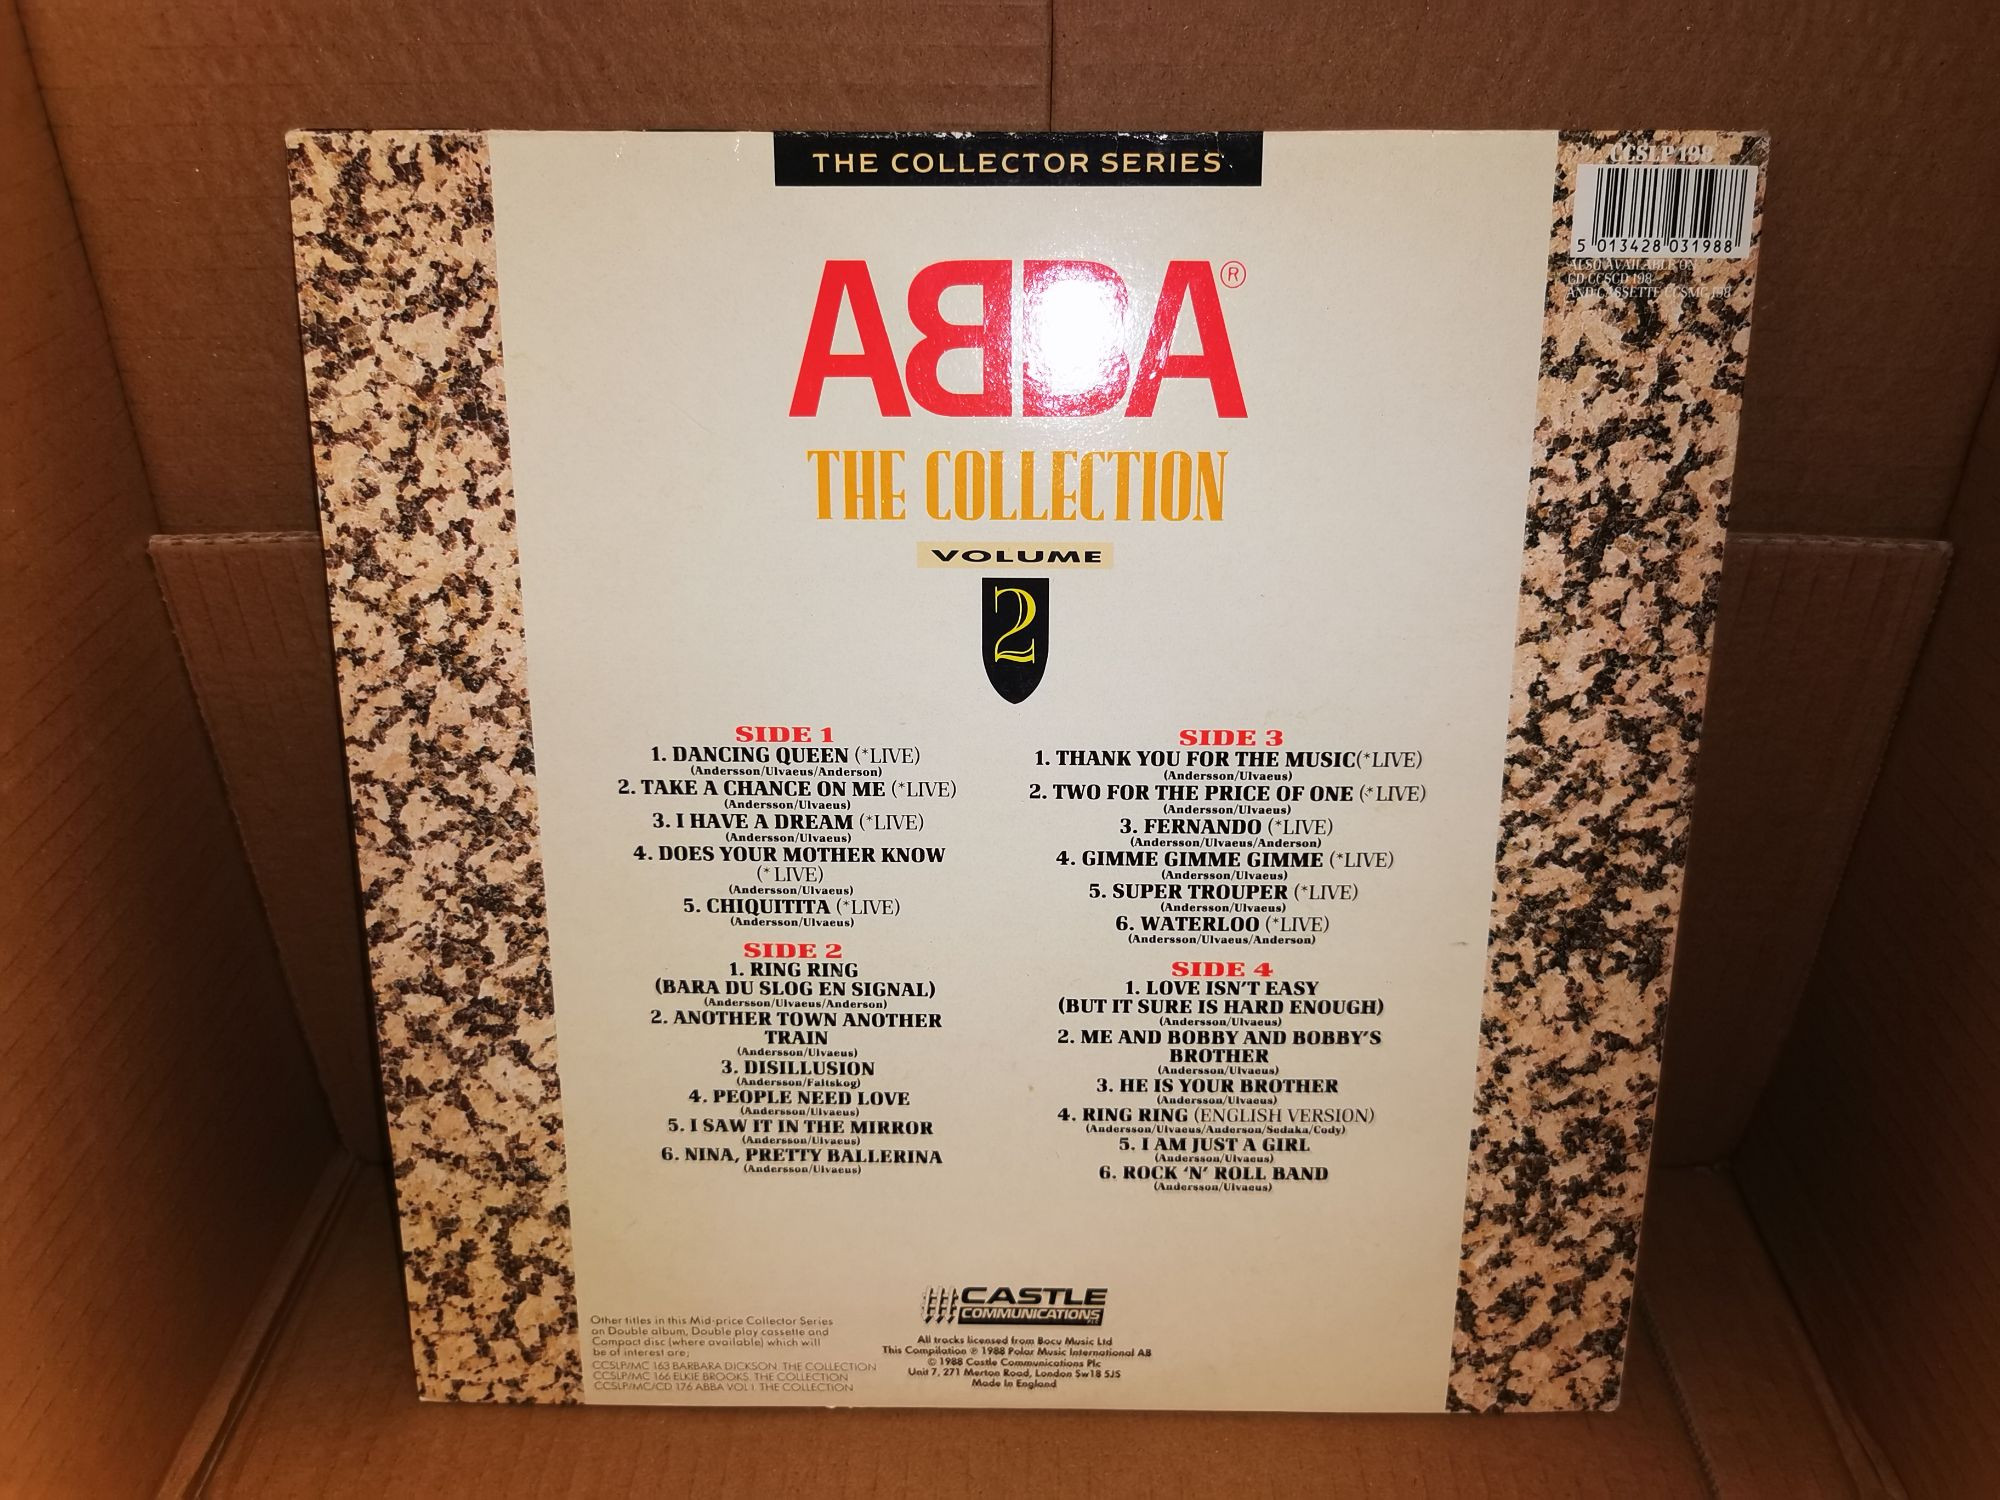 THE COLLECTOR SERIES
CCSLP 198
5 013428 031988
ALSO AVAILABLE ON
CD CCSCD 198
AND CASSETTE CCSMC 198
ABBA®
THE COLLECTION
VOLUME
2
SIDE 1
1. DANCING QUEEN (*LIVE)
(Andersson/Ulvaeus/Anderson)
2. TAKE A CHANCE ON ME (*LIVE)
(Andersson/Ulvaeus)
3. I HAVE A DREAM (*LIVE)
(Andersson/Ulvaeus)
4. DOES YOUR MOTHER KNOW
(* LIVE)
(Andersson/Ulvaeus)
5. CHIQUITITA (*LIVE)
(Andersson/Ulvaeus)
SIDE 2
1. RING RING
(BARA DU SLOG EN SIGNAL)
(Andersson/Ulvaeus/Anderson)
2. ANOTHER TOWN ANOTHER
TRAIN
(Andersson/Ulvaeus)
3. DISILLUSION
(Andersson/Faltskog)
4. PEOPLE NEED LOVE
(Andersson/Ulvaeus)
5. I SAW IT IN THE MIRROR
(Andersson/Ulvaeus)
6. NINA, PRETTY BALLERINA
(Andersson/Ulvaeus)
SIDE 3
1. THANK YOU FOR THE MUSIC(*LIVE)
(Andersson/Ulvaeus)
2. TWO FOR THE PRICE OF ONE (*LIVE)
(Andersson/Ulvaeus)
3. FERNANDO (*LIVE)
(Andersson/Ulvaeus/Anderson)
4. GIMME GIMME GIMME (*LIVE)
(Andersson/Ulvaeus)
5. SUPER TROUPER (*LIVE)
(Andersson/Ulvaeus)
6. WATERLOO (*LIVE)
(Andersson/Ulvaeus/Anderson)
SIDE 4
1. LOVE ISN'T EASY
(BUT IT SURE IS HARD ENOUGH)
(Andersson/Ulvaeus)
2. ME AND BOBBY AND BOBBY'S
BROTHER
(Andersson/Ulvaeus)
3. HE IS YOUR BROTHER
(Andersson/Ulvaeus)
4. RING RING (ENGLISH VERSION)
(Andersson/Ulvaeus/Anderson/Sedaka/Cody)
5. I AM JUST A GIRL
(Andersson/Ulvaeus)
6. ROCK 'N' ROLL BAND
(Andersson/Ulvaeus)
Other titles in this Mid-price Collector Series
on Double album, Double play cassette and
Compact disc (where available) which will
be of interest are;
CCSLP/MC 163 BARBARA DICKSON. THE COLLECTION
CCSLP/MC 166 ELKIE BROOKS. THE COLLECTION
CCSLP/MC/CD 176 ABBA VOL 1. THE COLLECTION
CASTLE
COMMUNICATIONS
PLC
All tracks licensed from Bocu Music Ltd
This Compilation ℗ 1988 Polar Music International AB
© 1988 Castle Communications Plc
Unit 7, 271 Merton Road, London Sw18 5JS
Made In England